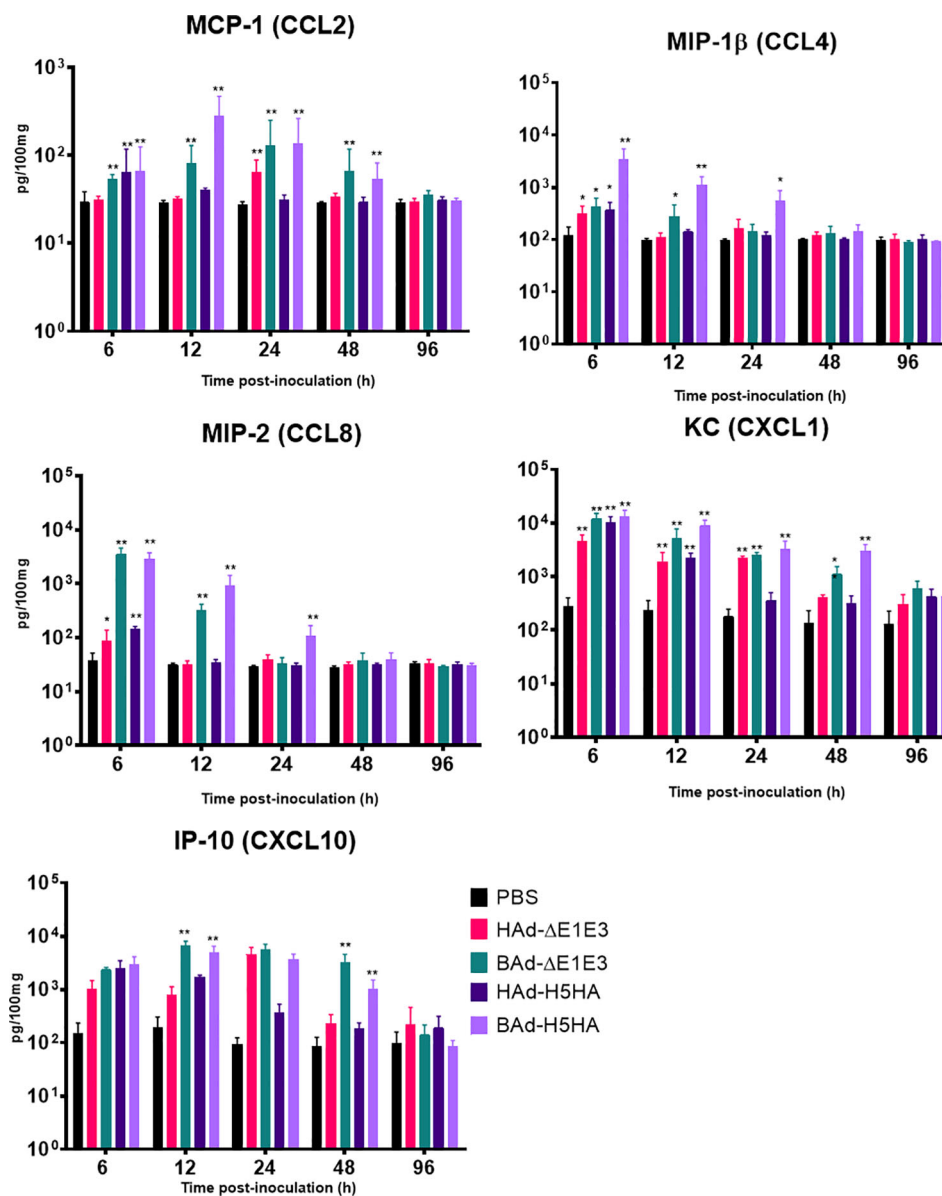 MCP-1 (CCL2)
10³
10²
10¹
10⁰
pg/100mg
** ** ** ** ** ** ** ** ** ** **
6 12 24 48 96
Time post-inoculation (h)
MIP-1β (CCL4)
10⁵
10⁴
10³
10²
10¹
10⁰
* * * ** * ** *
6 12 24 48 96
Time post-inoculation (h)
MIP-2 (CCL8)
10⁵
10⁴
10³
10²
10¹
10⁰
pg/100mg
* ** ** ** ** ** **
6 12 24 48 96
Time post-inoculation (h)
KC (CXCL1)
10⁵
10⁴
10³
10²
10¹
10⁰
** ** ** ** ** ** ** ** ** ** ** * * **
6 12 24 48 96
Time post-inoculation (h)
IP-10 (CXCL10)
10⁵
10⁴
10³
10²
10¹
10⁰
pg/100mg
** ** ** **
6 12 24 48 96
Time post-inoculation (h)
PBS
HAd-ΔE1E3
BAd-ΔE1E3
HAd-H5HA
BAd-H5HA